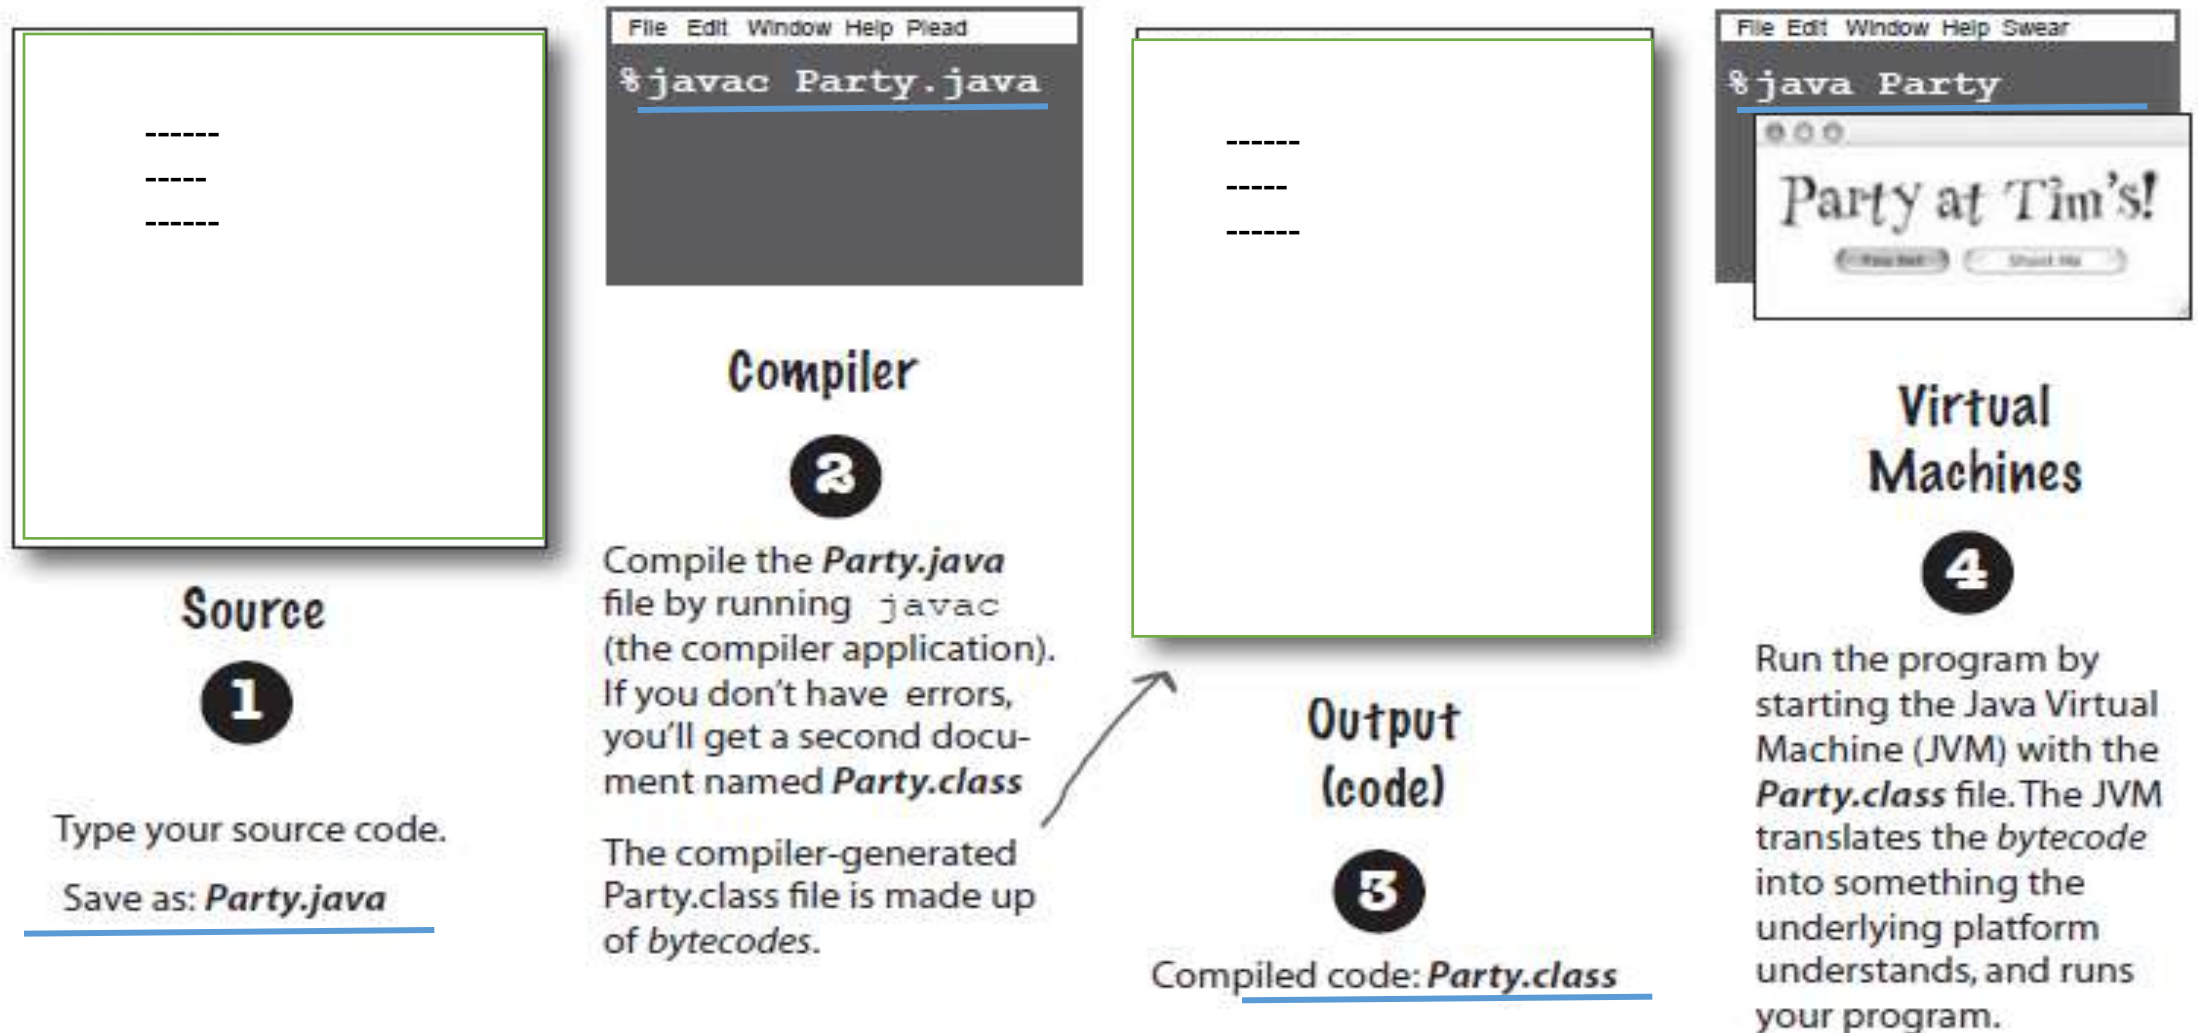 ------
-----
------
Source
1
Type your source code.
Save as: Party.java
File Edit Window Help Plead
%javac Party.java
Compiler
2
Compile the Party.java
file by running javac
(the compiler application).
If you don't have errors,
you'll get a second docu-
ment named Party.class
The compiler-generated
Party.class file is made up
of bytecodes.
------
-----
------
Output
(code)
3
Compiled code: Party.class
File Edit Window Help Swear
%java Party
Party at Tim's!
Virtual
Machines
4
Run the program by
starting the Java Virtual
Machine (JVM) with the
Party.class file. The JVM
translates the bytecode
into something the
underlying platform
understands, and runs
your program.